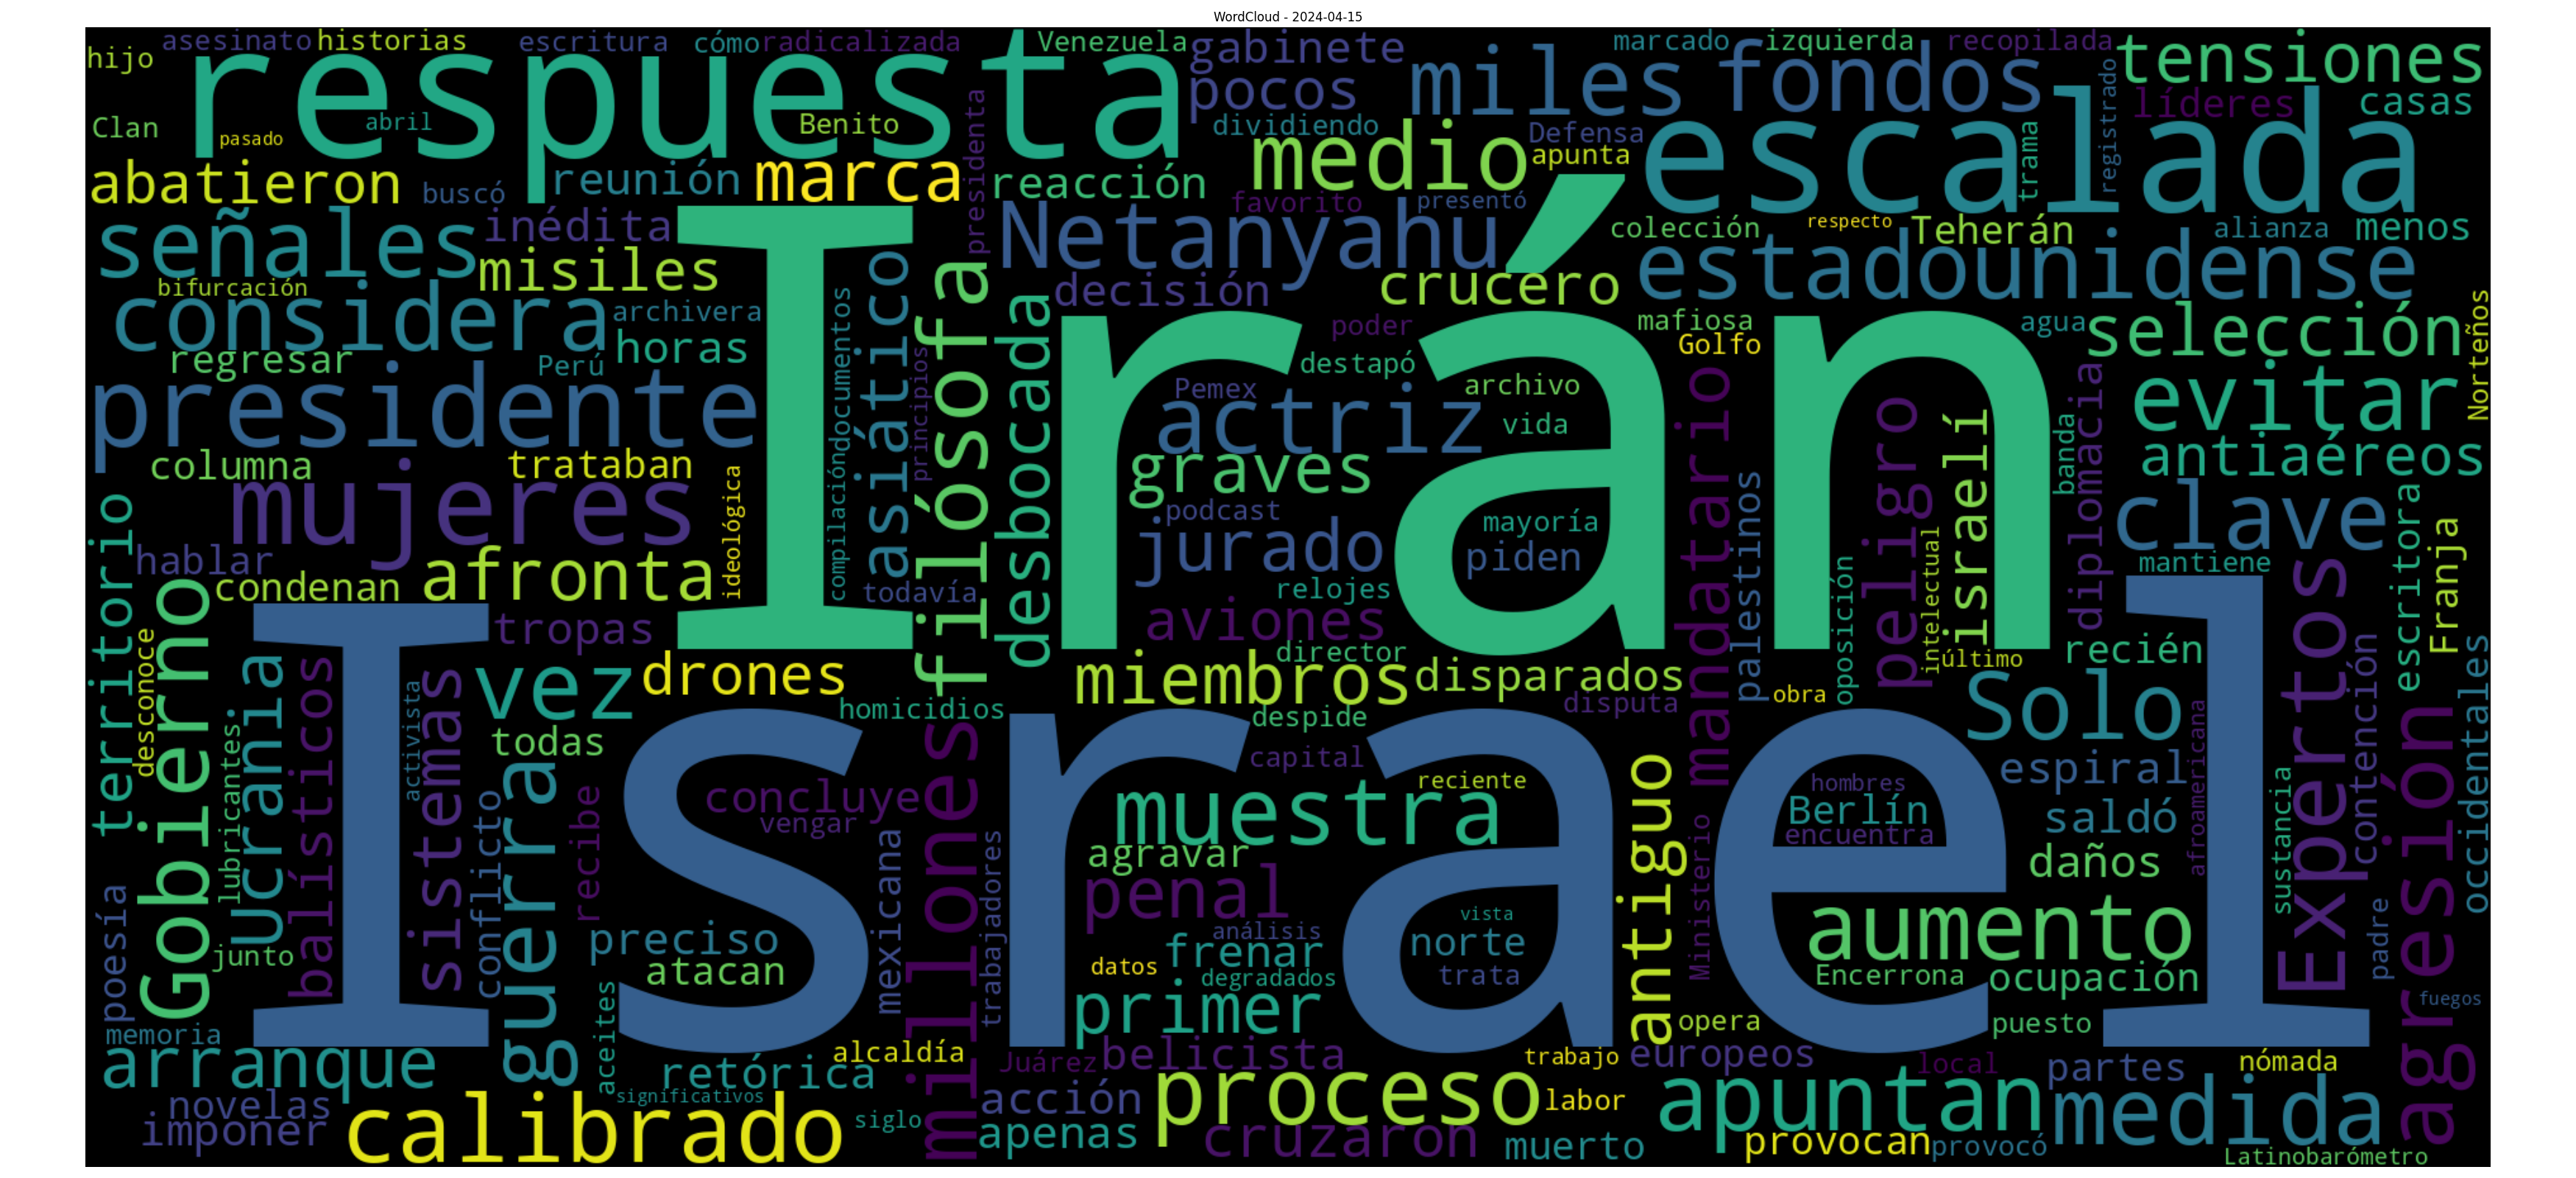 WordCloud - 2024-04-15
hijo
asesinato
historias
escritura
cómo
radicalizada
Venezuela
gabinete
marcado
izquierda
recopilada
tensiones
respuesta
pocos
miles
fondos
registrado
líderes
casas
Clan
pasado
abril
Benito
presidenta
dividiendo
Defensa
escalada
medio
apunta
trama
abatieron
buscó
reunión
marca
reacción
favorito
presentó
señales
inédita
Netanyahu
colección
respecto
Teherán
alianza
menos
misiles
Irán
asiático
filósofa
decisión
crucero
estadounidense
bifurcación
considera
archivera
compilación
documentos
desbocada
poder
mafiosa
Golfo
agua
selección
Norteños
regresar
Perú
horas
principios
destapó
presidente
Pemex
archivo
actriz
vida
mandatario
peligro
israelí
banda
diplomacia
evitar
columna
trataban
graves
antiaéreos
mujeres
ideológica
podcast
mayoría
palestinos
intelectual
clave
territorio
hablar
jurado
piden
oposición
mantiene
escritora
Franja
condenan
afronta
todavía
relojes
Gobierno
Israel
tropas
aviones
director
último
recién
Expertos
contención
occidentales
desconoce
Ucrania
balísticos
activista
sistemas
vez
drones
miembros
disparados
disputa
obra
Solo
agresión
lubricantes
homicidios
despide
afroamericana
todas
guerra
millones
capital
antiguo
hombres
espiral
sustancia
conflicto
recibe
concluye
vengar
reciente
muestra
Berlín
encuentra
saldó
mexicana
trabajadores
agravar
Ministerio
daños
poesía
junto
preciso
penal
vista
aumento
padre
atacan
análisis
frenar
norte
datos
degradados
trata
Encerrona
ocupación
fuegos
memoria
aceites
primer
opera
puesto
arranque
retórica
alcaldía
Juárez
belicista
trabajo
europeos
local
partes
nómada
novelas
significativos
acción
proceso
labor
apuntan
medida
imponer
calibrado
siglo
apenas
cruzaron
muerto
provocan
provocó
Latinobarómetro